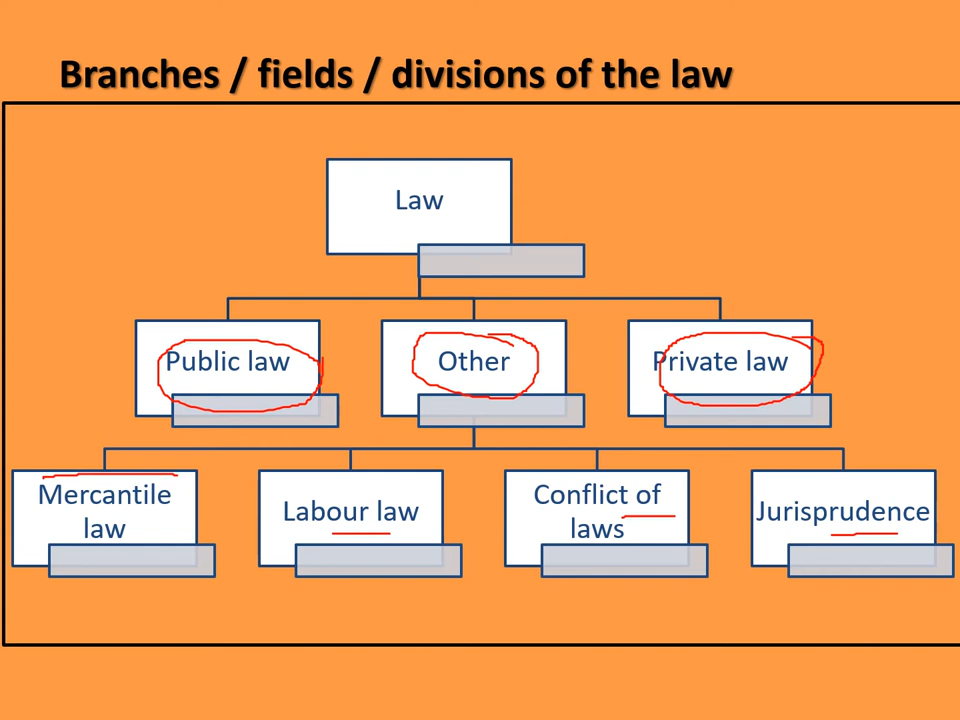 Branches / fields / divisions of the law
Law
Public law
Other
Private law
Mercantile
law
Labour law
Conflict of
laws
Jurisprudence